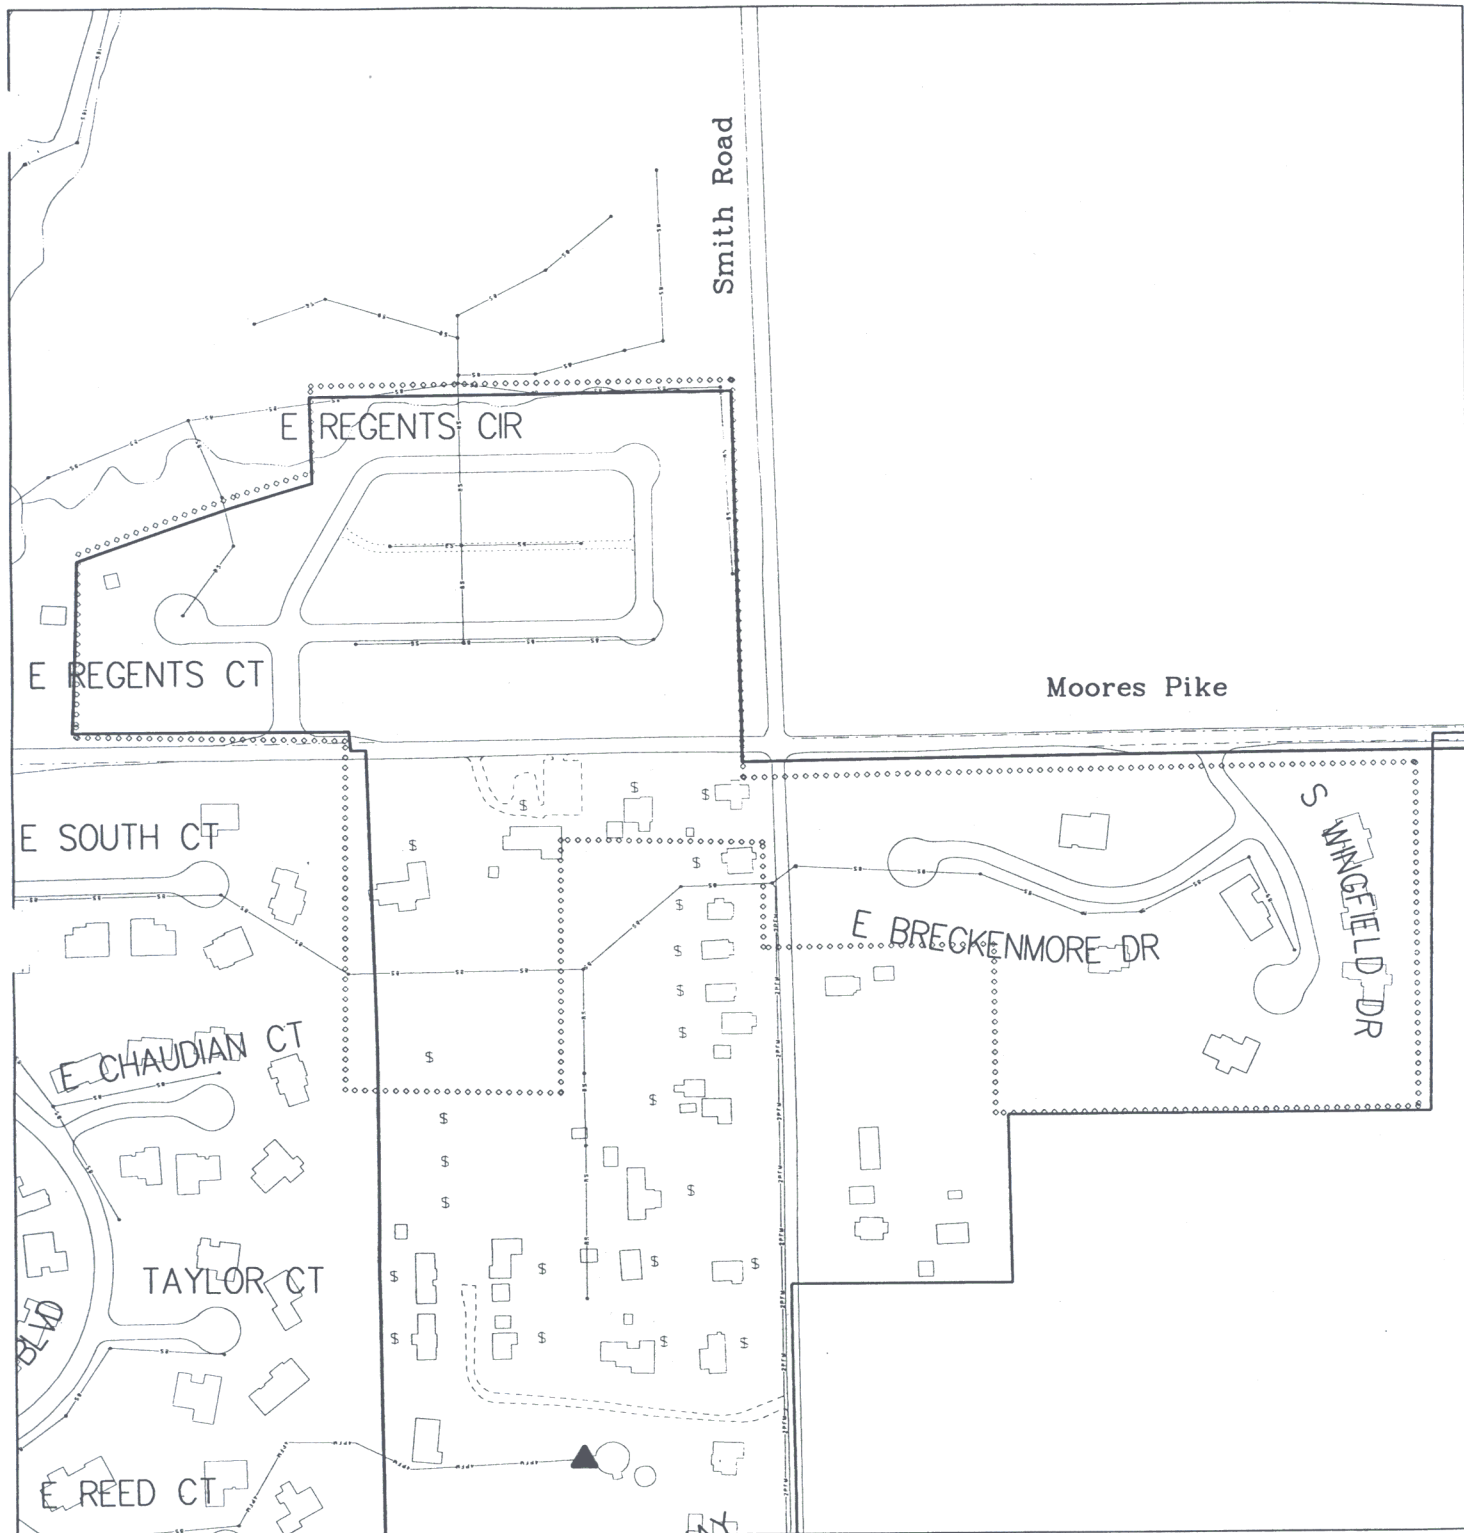 Smith Road
E REGENTS CIR
E REGENTS CT
Moores Pike
E SOUTH CT
S WINGFIELD DR
E BRECKENMORE DR
E CHAUDIAN CT
TAYLOR CT
BLVD
E REED CT